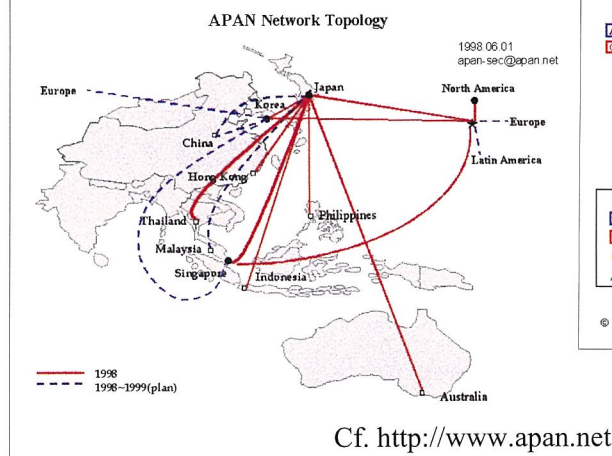 APAN Network Topology
1998.06.01
apan-sec@apan.net
Europe
Japan
North America
Korea
Europe
China
Latin America
Hong Kong
Thailand
Philippines
Malaysia
Singapore
Indonesia
1998
1998~1999(plan)
Australia
©
Cf. http://www.apan.net